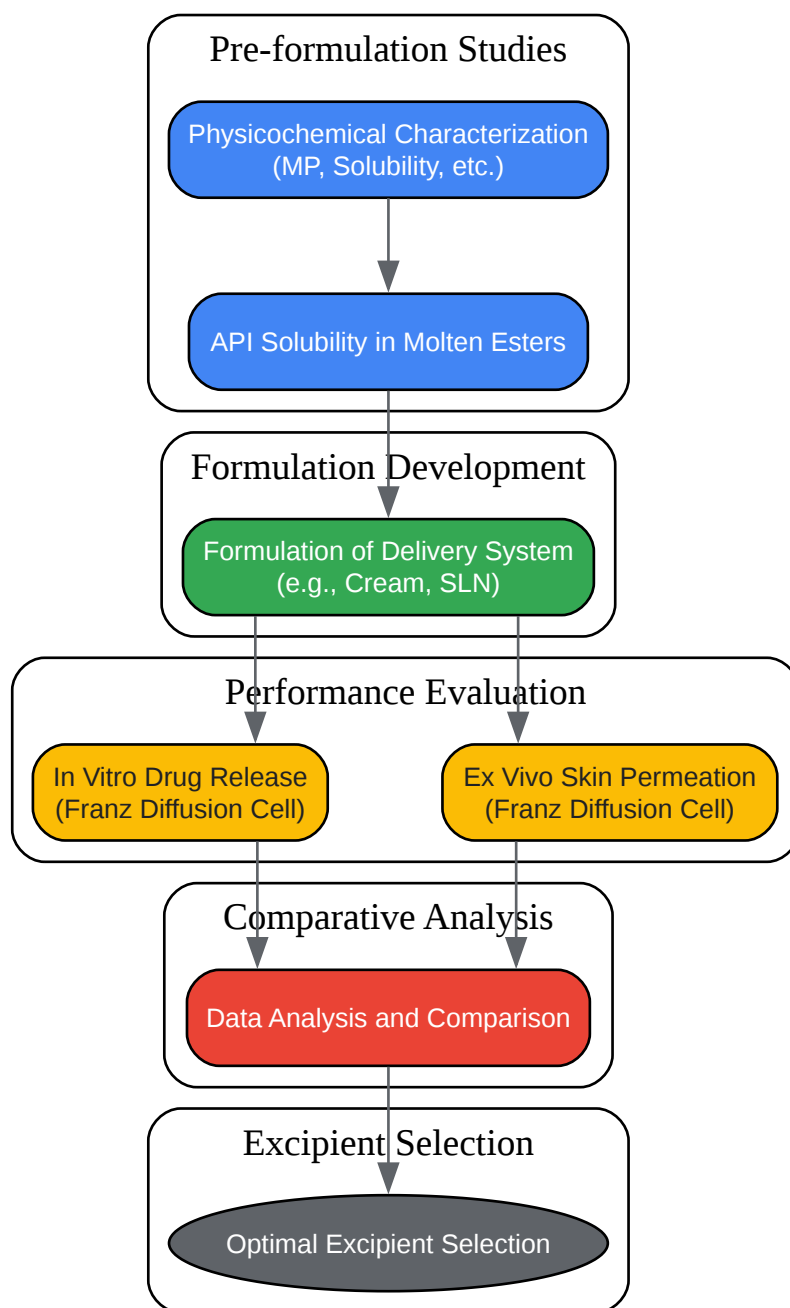 Pre-formulation Studies
Physicochemical Characterization
(MP, Solubility, etc.)
API Solubility in Molten Esters
Formulation Development
Formulation of Delivery System
(e.g., Cream, SLN)
Performance Evaluation
In Vitro Drug Release
(Franz Diffusion Cell)
Ex Vivo Skin Permeation
(Franz Diffusion Cell)
Comparative Analysis
Data Analysis and Comparison
Excipient Selection
Optimal Excipient Selection